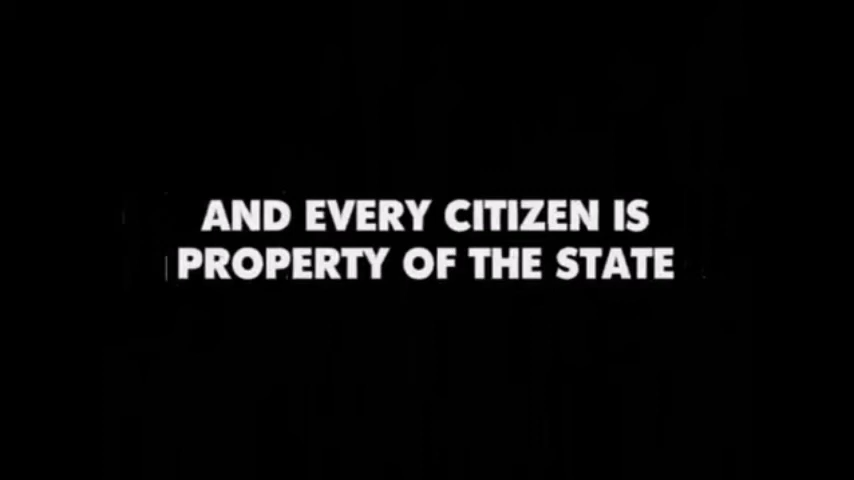 AND EVERY CITIZEN IS
PROPERTY OF THE STATE